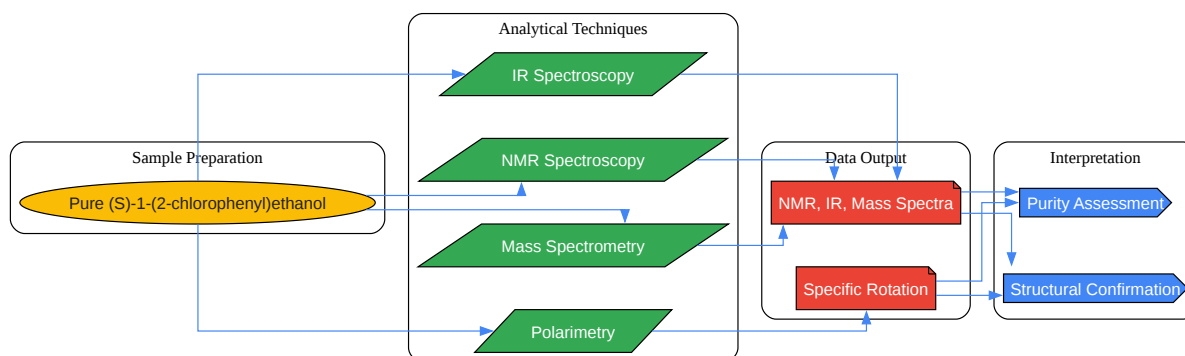 Analytical Techniques
IR Spectroscopy
Sample Preparation
NMR Spectroscopy
Data Output
Interpretation
Pure (S)-1-(2-chlorophenyl)ethanol
NMR, IR, Mass Spectra
Purity Assessment
Mass Spectrometry
Specific Rotation
Structural Confirmation
Polarimetry